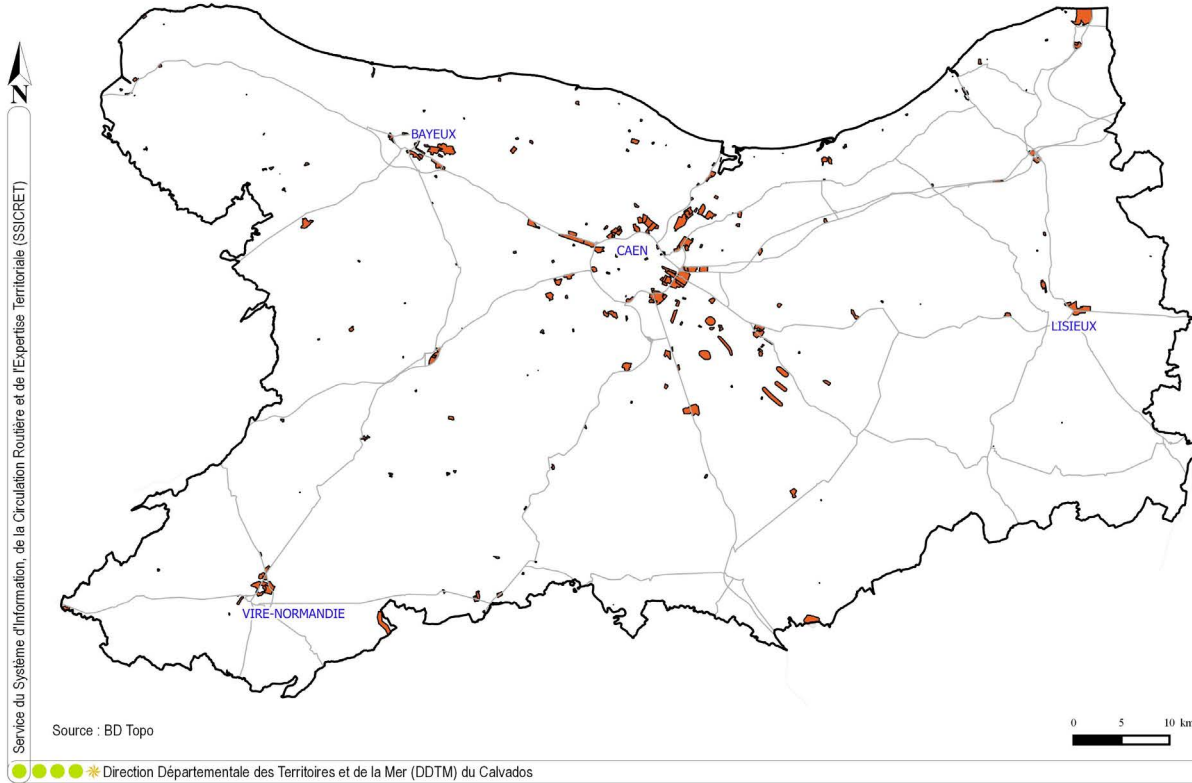 N
Service du Système d'Information, de la Circulation Routière et de l'Expertise Territoriale (SSICRET)
BAYEUX
CAEN
LISIEUX
VIRE-NORMANDIE
Source : BD Topo
0 5 10 km
Direction Départementale des Territoires et de la Mer (DDTM) du Calvados